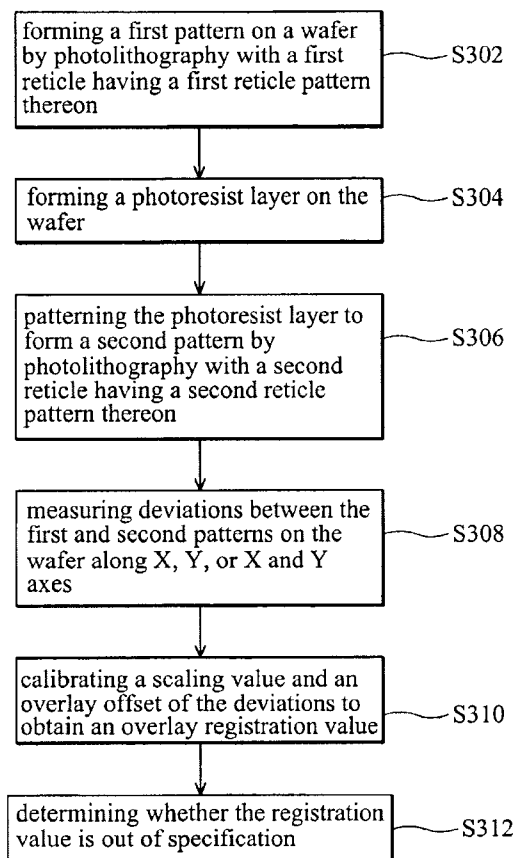 forming a first pattern on a wafer
by photolithography with a first
reticle having a first reticle pattern
thereon
S302
forming a photoresist layer on the
wafer
S304
patterning the photoresist layer to
form a second pattern by
photolithography with a second
reticle having a second reticle
pattern thereon
S306
measuring deviations between the
first and second patterns on the
wafer along X, Y, or X and Y
axes
S308
calibrating a scaling value and an
overlay offset of the deviations to
obtain an overlay registration value
S310
determining whether the registration
value is out of specification
S312